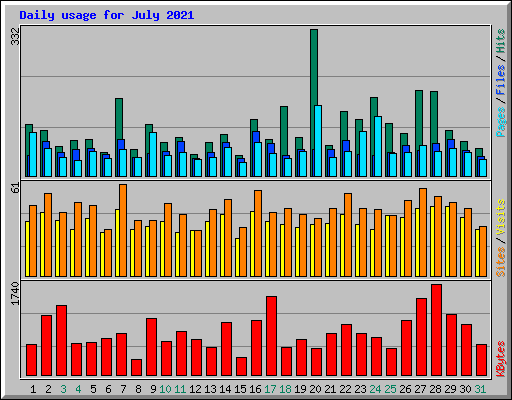 Daily usage for July 2021
332
Pages / Files / Hits
61
Sites / Visits
1740
KBytes
1 2 3 4 5 6 7 8 9 10 11 12 13 14 15 16 17 18 19 20 21 22 23 24 25 26 27 28 29 30 31